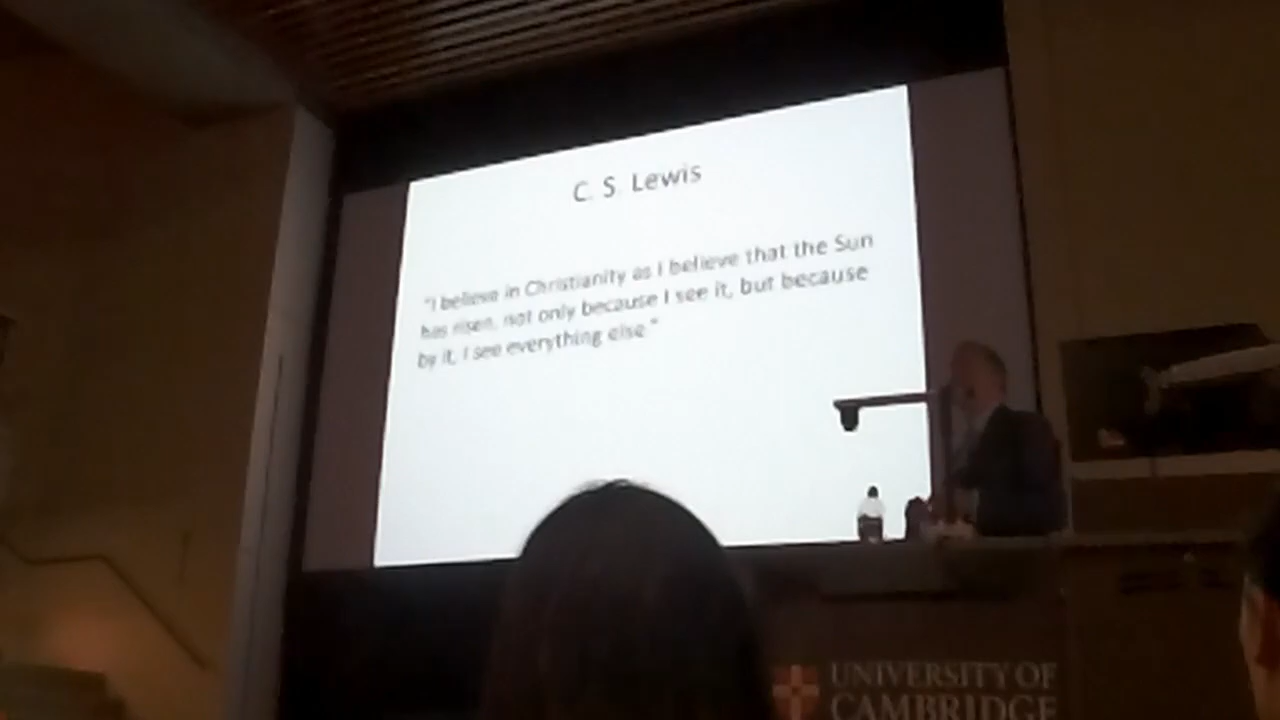 C. S. Lewis
"I believe in Christianity as I believe that the Sun
has risen, not only because I see it, but because
by it, I see everything else."
UNIVERSITY OF
CAMBRIDGE